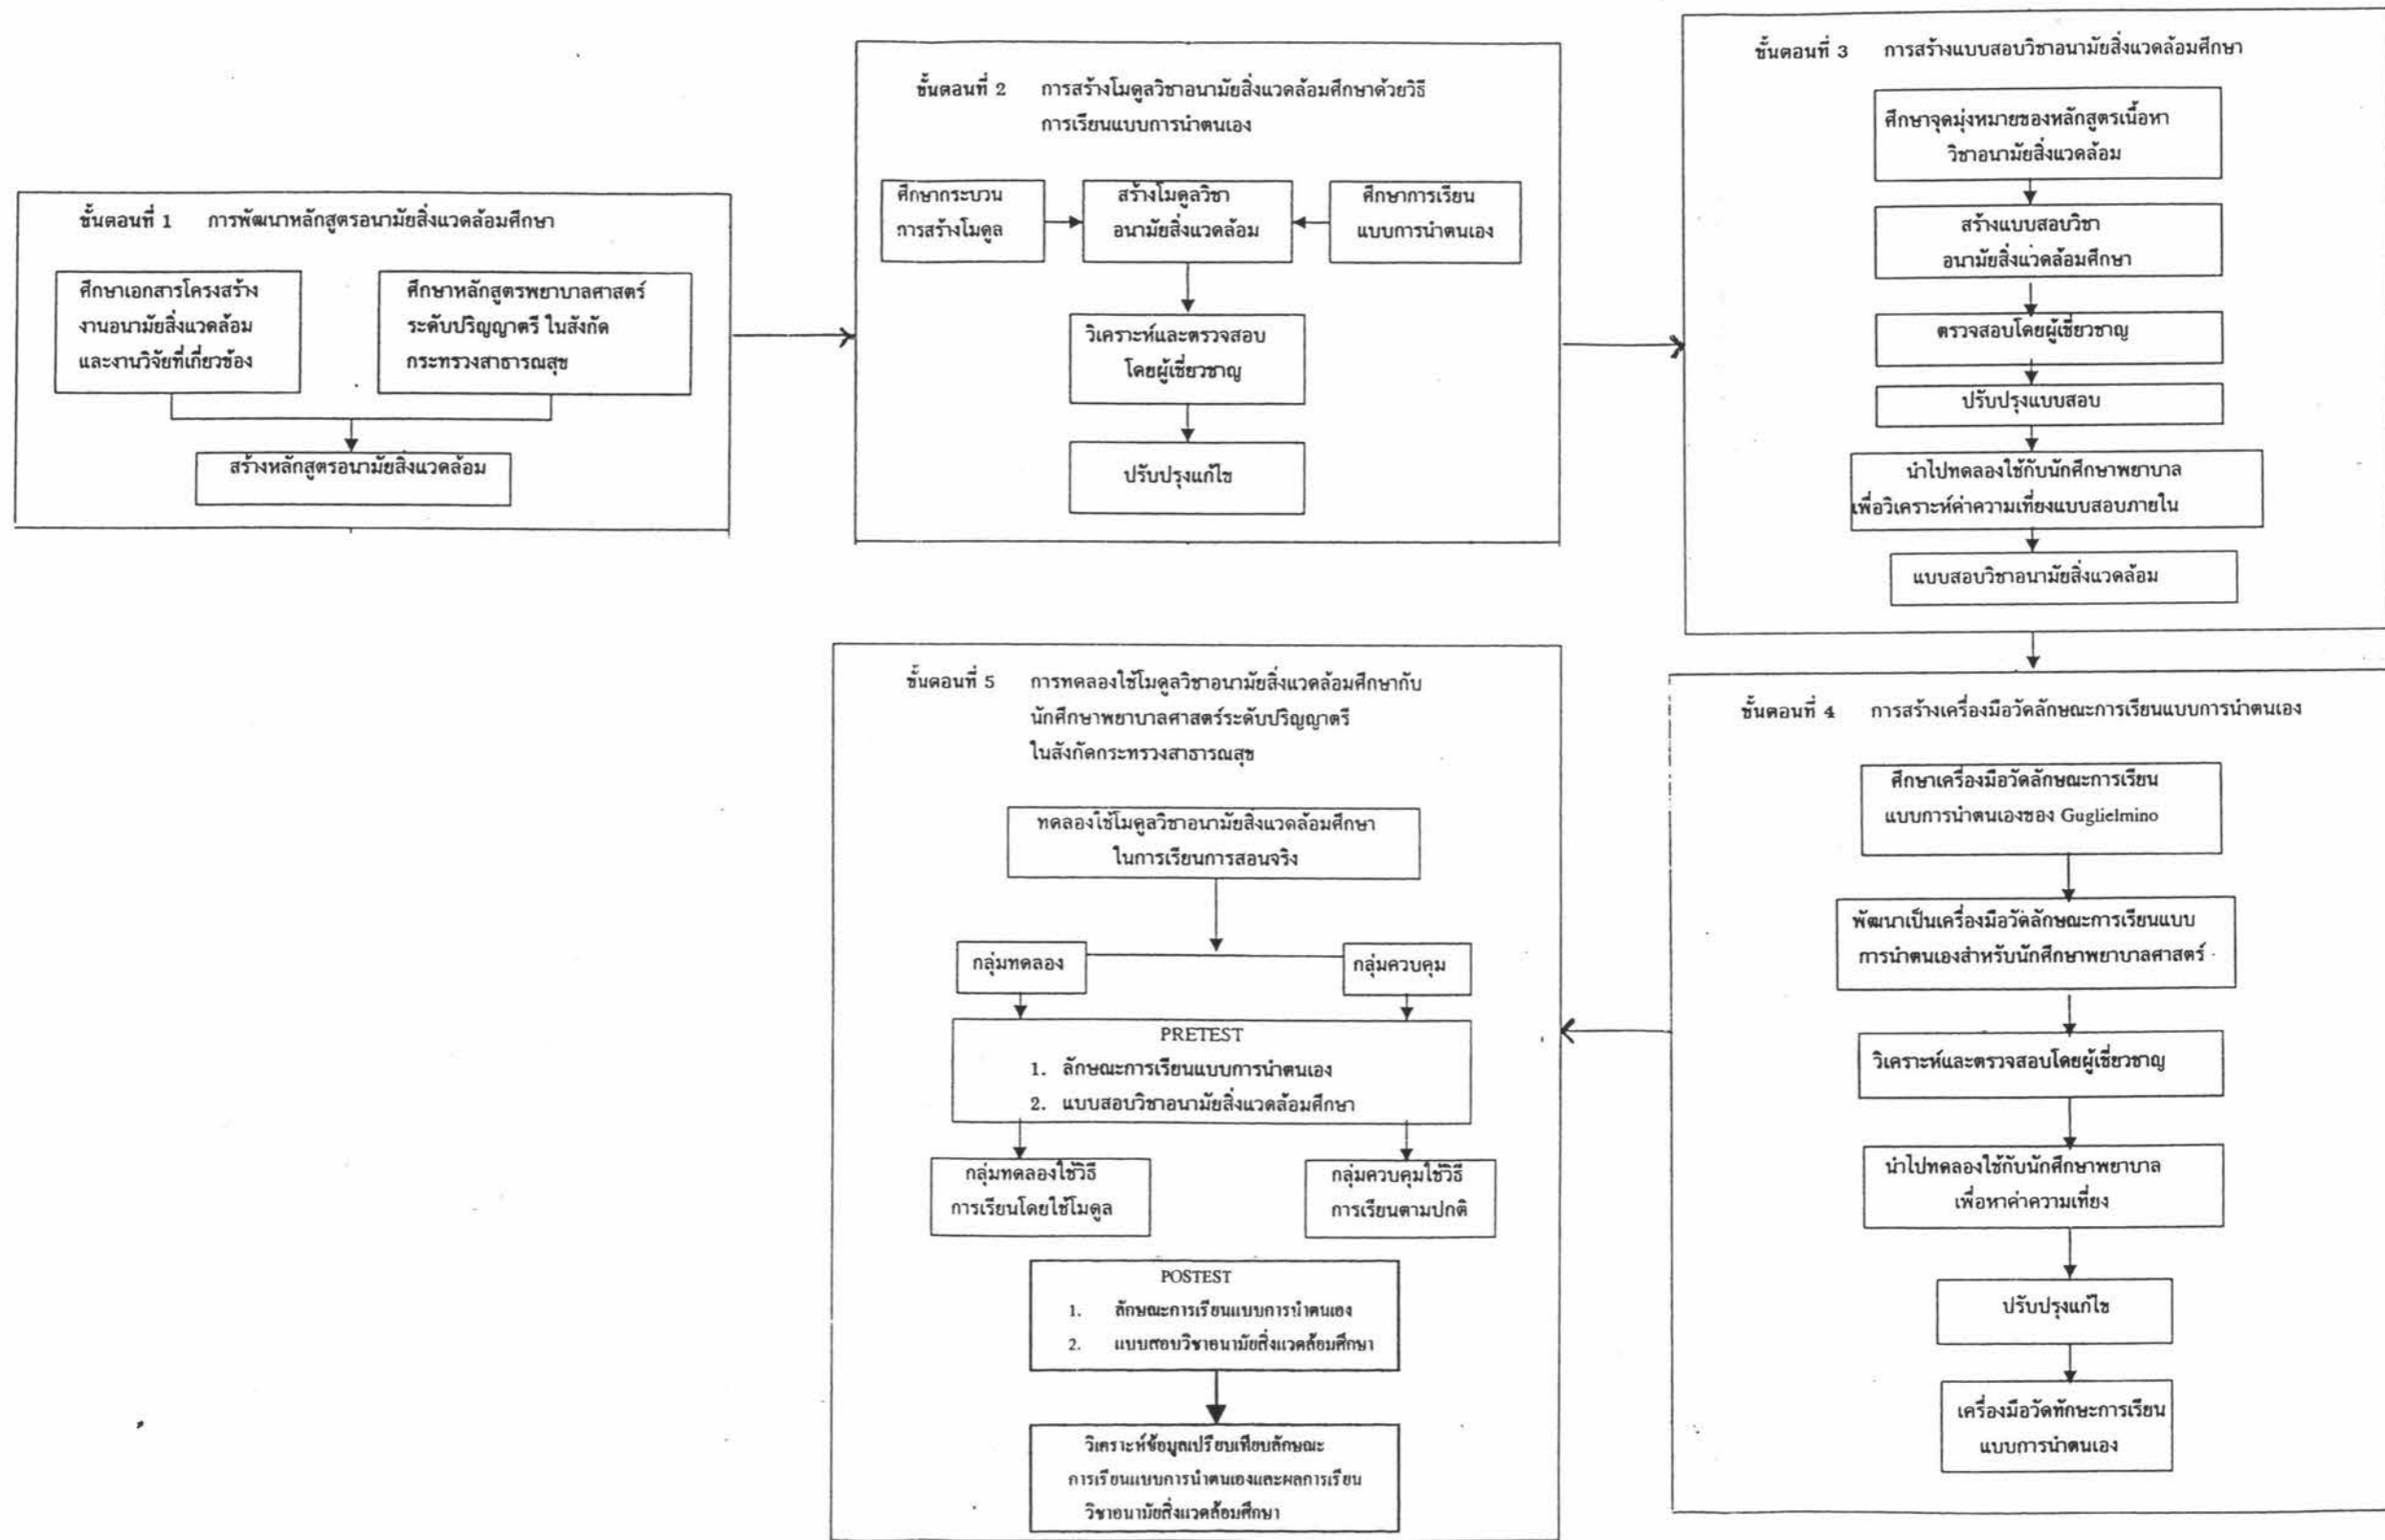 ขั้นตอนที่ 1 การพัฒนาหลักสูตรอนามัยสิ่งแวดล้อมศึกษา
ศึกษาเอกสารโครงสร้าง
งานอนามัยสิ่งแวดล้อม
และงานวิจัยที่เกี่ยวข้อง
ศึกษาหลักสูตรพยาบาลศาสตร์
ระดับปริญญาตรี ในสังกัด
กระทรวงสาธารณสุข
สร้างหลักสูตรอนามัยสิ่งแวดล้อม
ขั้นตอนที่ 2 การสร้างโมดูลวิชาอนามัยสิ่งแวดล้อมศึกษาด้วยวิธี
การเรียนแบบการนำตนเอง
ศึกษากระบวน
การสร้างโมดูล
สร้างโมดูลวิชา
อนามัยสิ่งแวดล้อม
ศึกษาการเรียน
แบบการนำตนเอง
วิเคราะห์และตรวจสอบ
โดยผู้เชี่ยวชาญ
ปรับปรุงแก้ไข
ขั้นตอนที่ 3 การสร้างแบบสอบวิชาอนามัยสิ่งแวดล้อมศึกษา
ศึกษาจุดมุ่งหมายของหลักสูตรเนื้อหา
วิชาอนามัยสิ่งแวดล้อม
สร้างแบบสอบวิชา
อนามัยสิ่งแวดล้อมศึกษา
ตรวจสอบโดยผู้เชี่ยวชาญ
ปรับปรุงแบบสอบ
นำไปทดลองใช้กับนักศึกษาพยาบาล
เพื่อวิเคราะห์ค่าความเที่ยงแบบสอบภายใน
แบบสอบวิชาอนามัยสิ่งแวดล้อม
ขั้นตอนที่ 4 การสร้างเครื่องมือวัดลักษณะการเรียนแบบการนำตนเอง
ศึกษาเครื่องมือวัดลักษณะการเรียน
แบบการนำตนเองของ Guglielmino
พัฒนาเป็นเครื่องมือวัดลักษณะการเรียนแบบ
การนำตนเองสำหรับนักศึกษาพยาบาลศาสตร์
วิเคราะห์และตรวจสอบโดยผู้เชี่ยวชาญ
นำไปทดลองใช้กับนักศึกษาพยาบาล
เพื่อหาค่าความเที่ยง
ปรับปรุงแก้ไข
เครื่องมือวัดทักษะการเรียน
แบบการนำตนเอง
ขั้นตอนที่ 5 การทดลองใช้โมดูลวิชาอนามัยสิ่งแวดล้อมศึกษากับ
นักศึกษาพยาบาลศาสตร์ระดับปริญญาตรี
ในสังกัดกระทรวงสาธารณสุข
ทดลองใช้โมดูลวิชาอนามัยสิ่งแวดล้อมศึกษา
ในการเรียนการสอนจริง
กลุ่มทดลอง
กลุ่มควบคุม
PRETEST
1. ลักษณะการเรียนแบบการนำตนเอง
2. แบบสอบวิชาอนามัยสิ่งแวดล้อมศึกษา
กลุ่มทดลองใช้วิธี
การเรียนโดยใช้โมดูล
กลุ่มควบคุมใช้วิธี
การเรียนตามปกติ
POSTEST
1. ลักษณะการเรียนแบบการนำตนเอง
2. แบบสอบวิชาอนามัยสิ่งแวดล้อมศึกษา
วิเคราะห์ข้อมูลเปรียบเทียบลักษณะ
การเรียนแบบการนำตนเองและผลการเรียน
วิชาอนามัยสิ่งแวดล้อมศึกษา